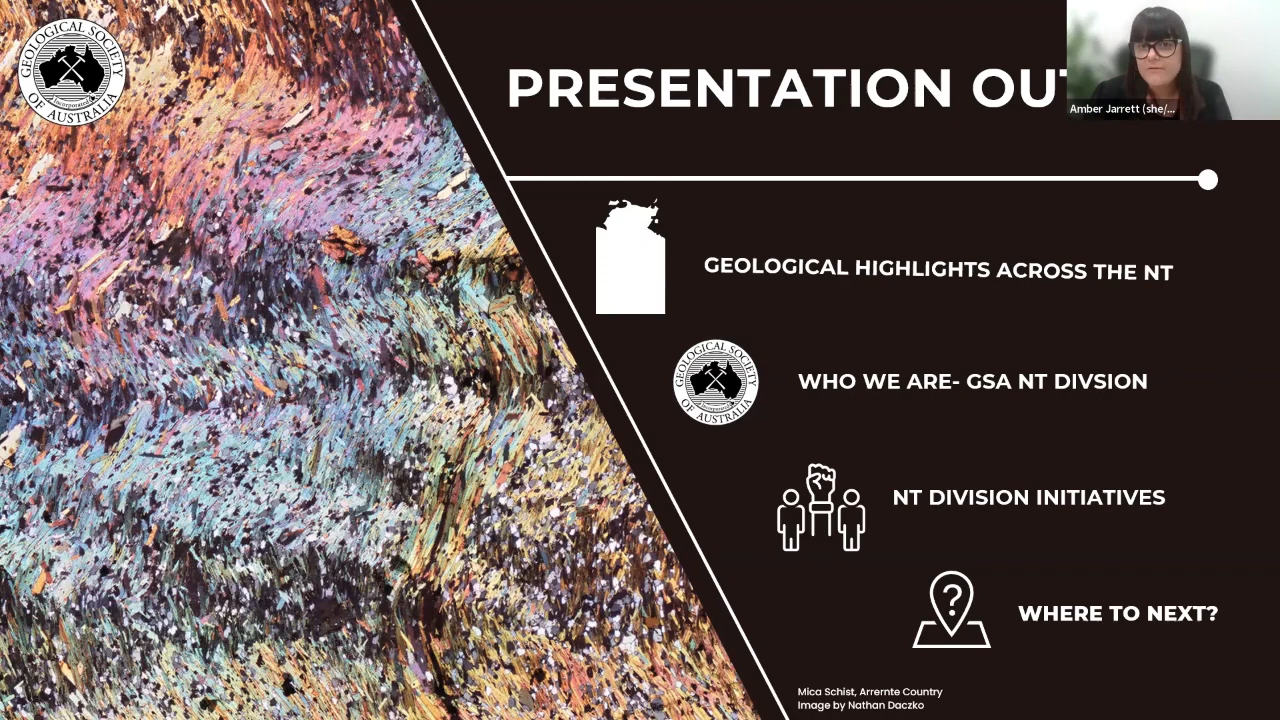 GEOLOGICAL SOCIETY
Incorporated
OF AUSTRALIA
PRESENTATION OUT
Amber Jarrett (she/...
GEOLOGICAL HIGHLIGHTS ACROSS THE NT
GEOLOGICAL SOCIETY
Incorporated
OF AUSTRALIA
WHO WE ARE- GSA NT DIVSION
NT DIVISION INITIATIVES
?
WHERE TO NEXT?
Mica Schist, Arrernte Country
Image by Nathan Daczko